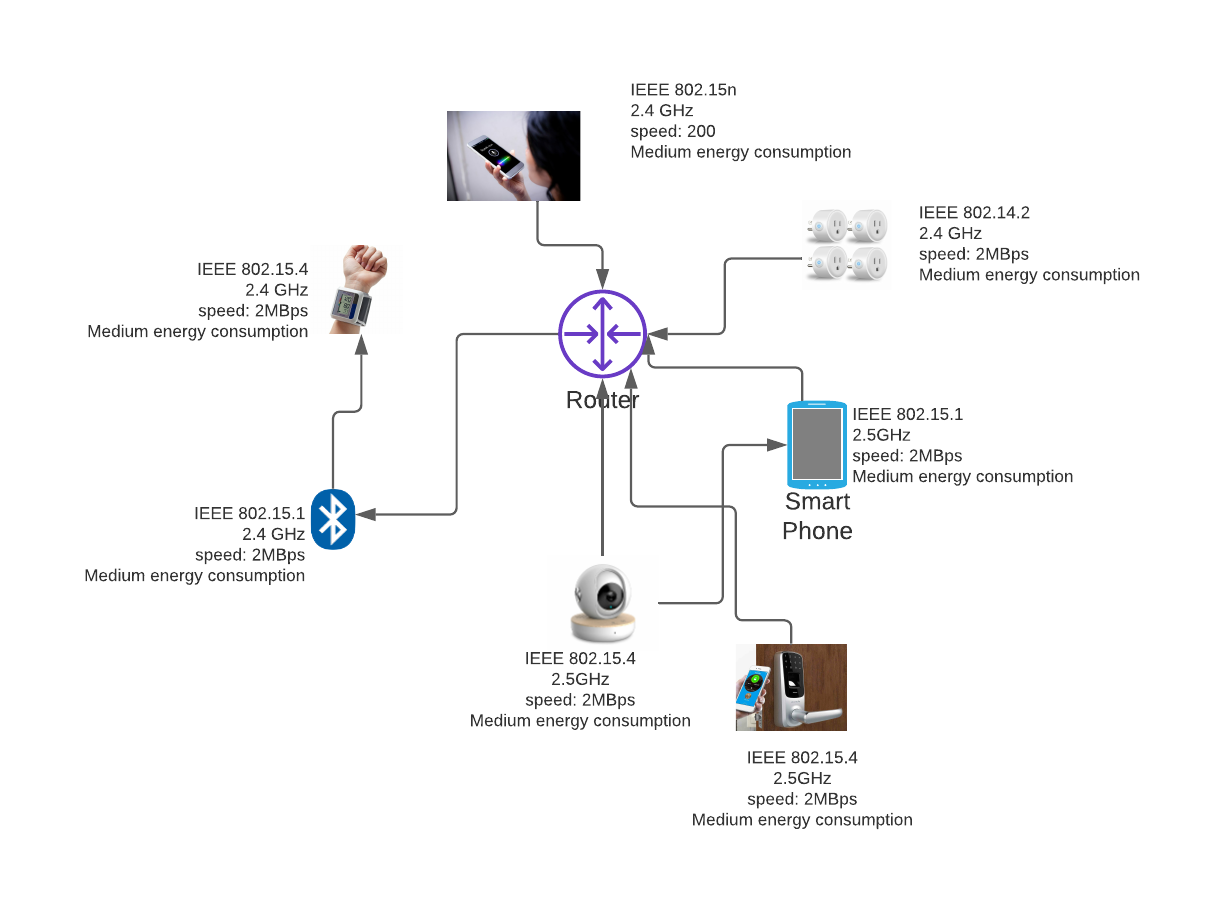 IEEE 802.15n
2.4 GHz
speed: 200
Medium energy consumption
IEEE 802.14.2
2.4 GHz
speed: 2MBps
Medium energy consumption
IEEE 802.15.4
2.4 GHz
speed: 2MBps
Medium energy consumption
Router
IEEE 802.15.1
2.5GHz
speed: 2MBps
Medium energy consumption
Smart
Phone
IEEE 802.15.1
2.4 GHz
speed: 2MBps
Medium energy consumption
IEEE 802.15.4
2.5GHz
speed: 2MBps
Medium energy consumption
IEEE 802.15.4
2.5GHz
speed: 2MBps
Medium energy consumption